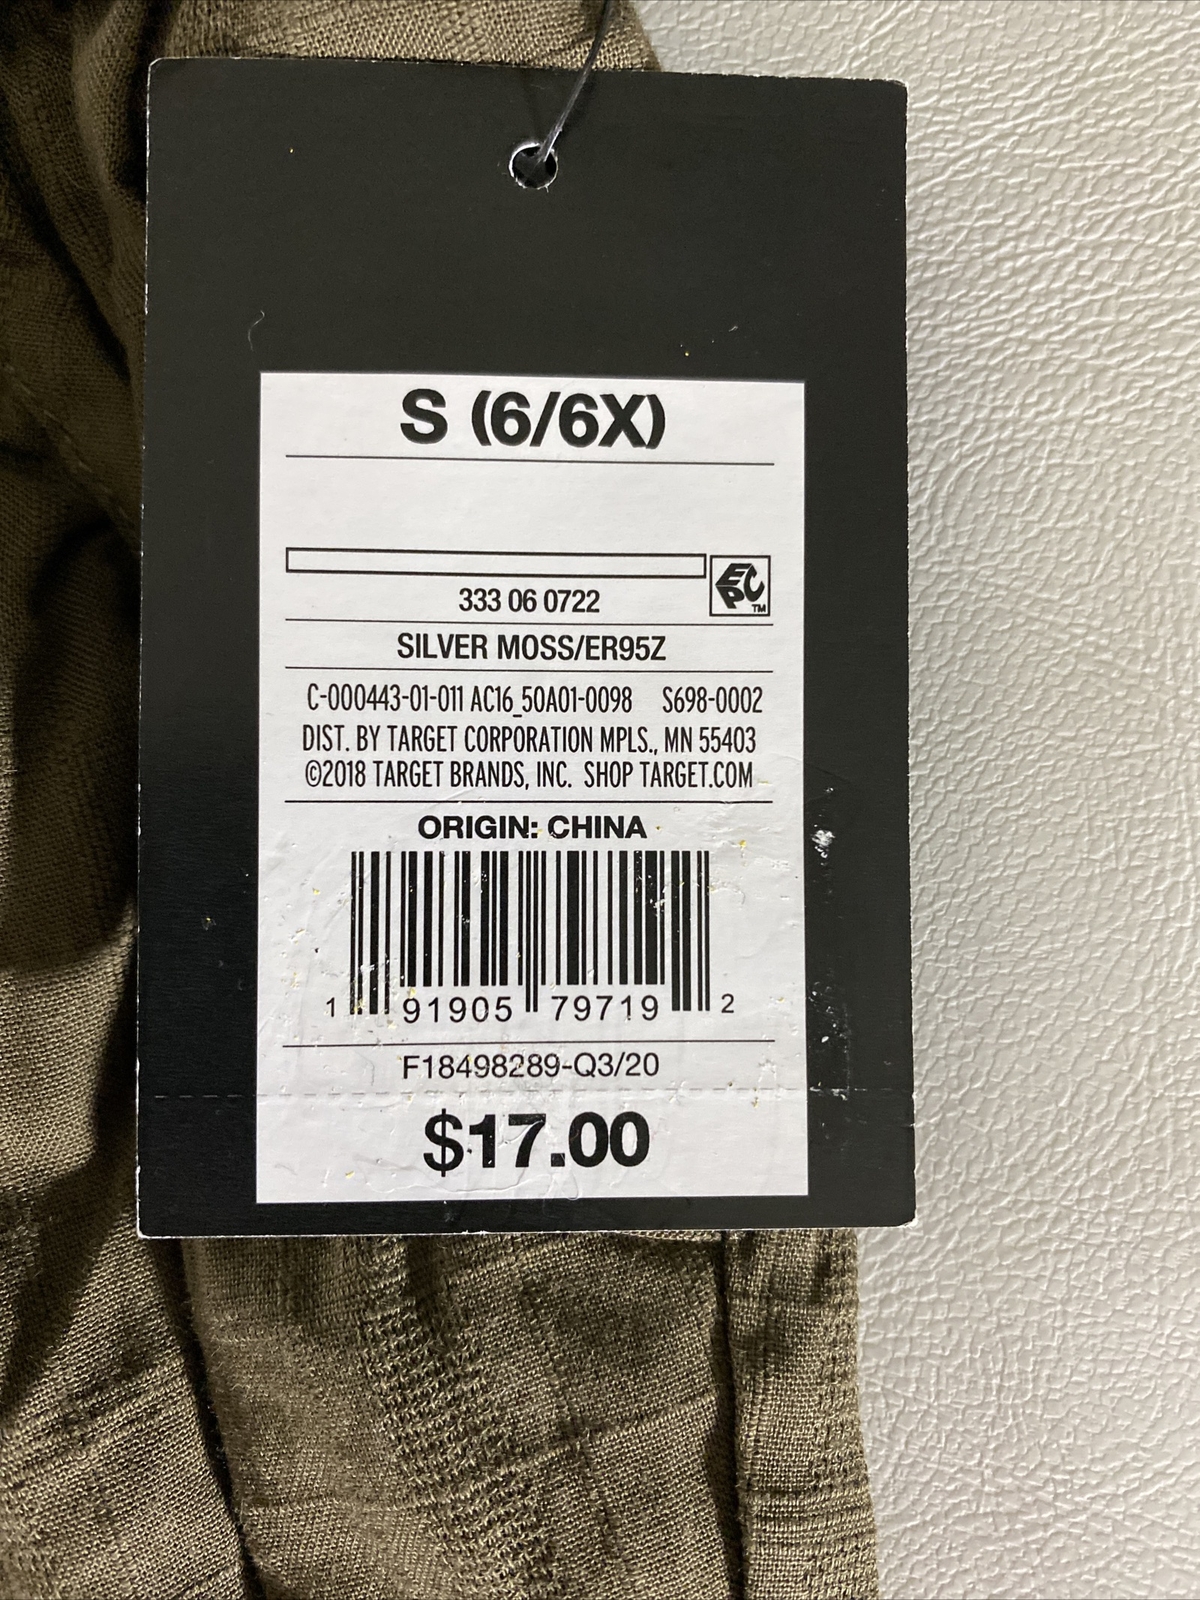 S (6/6X)
EPC™
333 06 0722
SILVER MOSS/ER95Z
C-000443-01-011 AC16_50A01-0098 S698-0002
DIST. BY TARGET CORPORATION MPLS., MN 55403
©2018 TARGET BRANDS, INC. SHOP TARGET.COM
ORIGIN: CHINA
1 91905 79719 2
F18498289-Q3/20
$17.00